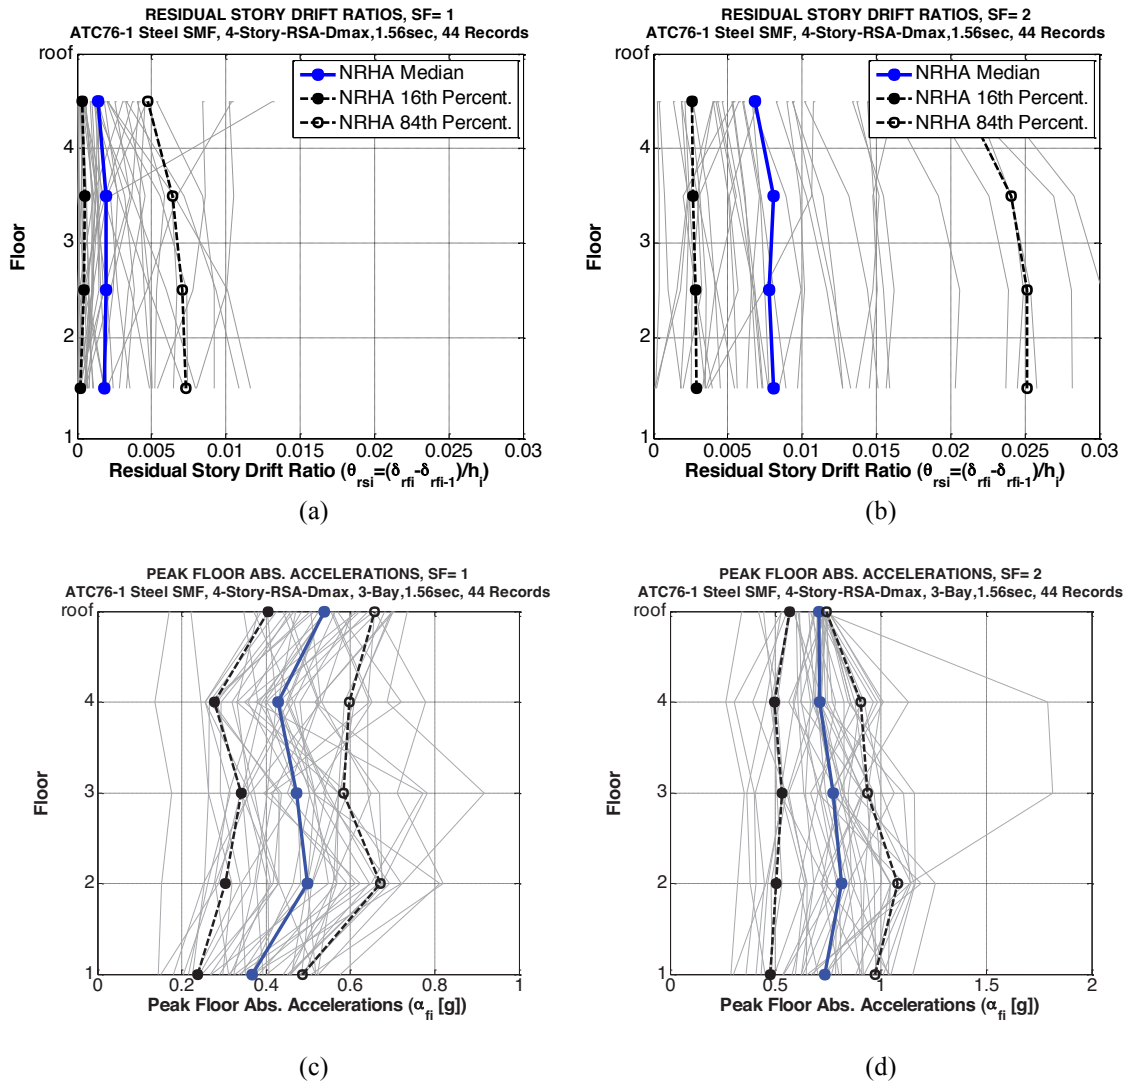 RESIDUAL STORY DRIFT RATIOS, SF= 1
ATC76-1 Steel SMF, 4-Story-RSA-Dmax,1.56sec, 44 Records
roof
4
3
2
1
Floor
NRHA Median
NRHA 16th Percent.
NRHA 84th Percent.
0 0.005 0.01 0.015 0.02 0.025 0.03
Residual Story Drift Ratio (θrsi=(δrfi-δrfi-1)/hi)
(a)
RESIDUAL STORY DRIFT RATIOS, SF= 2
ATC76-1 Steel SMF, 4-Story-RSA-Dmax,1.56sec, 44 Records
roof
4
3
2
1
Floor
NRHA Median
NRHA 16th Percent.
NRHA 84th Percent.
0 0.005 0.01 0.015 0.02 0.025 0.03
Residual Story Drift Ratio (θrsi=(δrfi-δrfi-1)/hi)
(b)
PEAK FLOOR ABS. ACCELERATIONS, SF= 1
ATC76-1 Steel SMF, 4-Story-RSA-Dmax, 3-Bay,1.56sec, 44 Records
roof
4
3
2
1
Floor
0.2 0.4 0.6 0.8 1
Peak Floor Abs. Accelerations (αfi [g])
(c)
PEAK FLOOR ABS. ACCELERATIONS, SF= 2
ATC76-1 Steel SMF, 4-Story-RSA-Dmax, 3-Bay,1.56sec, 44 Records
roof
4
3
2
1
Floor
0 0.5 1 1.5 2
Peak Floor Abs. Accelerations (αfi [g])
(d)